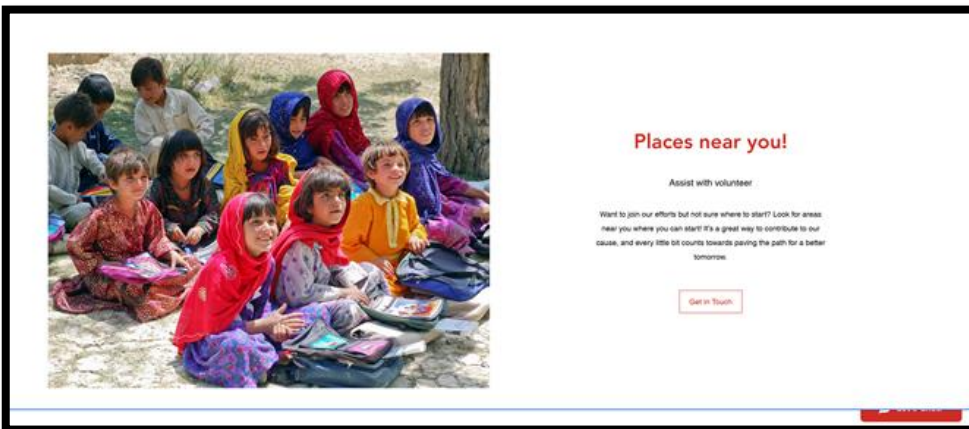 Places near you!
Assist with volunteer
Want to join our efforts but not sure where to start? Look for areas
near you where you can start! It's a great way to contribute to our
cause, and every little bit counts towards paving the path for a better
tomorrow.
Get in Touch